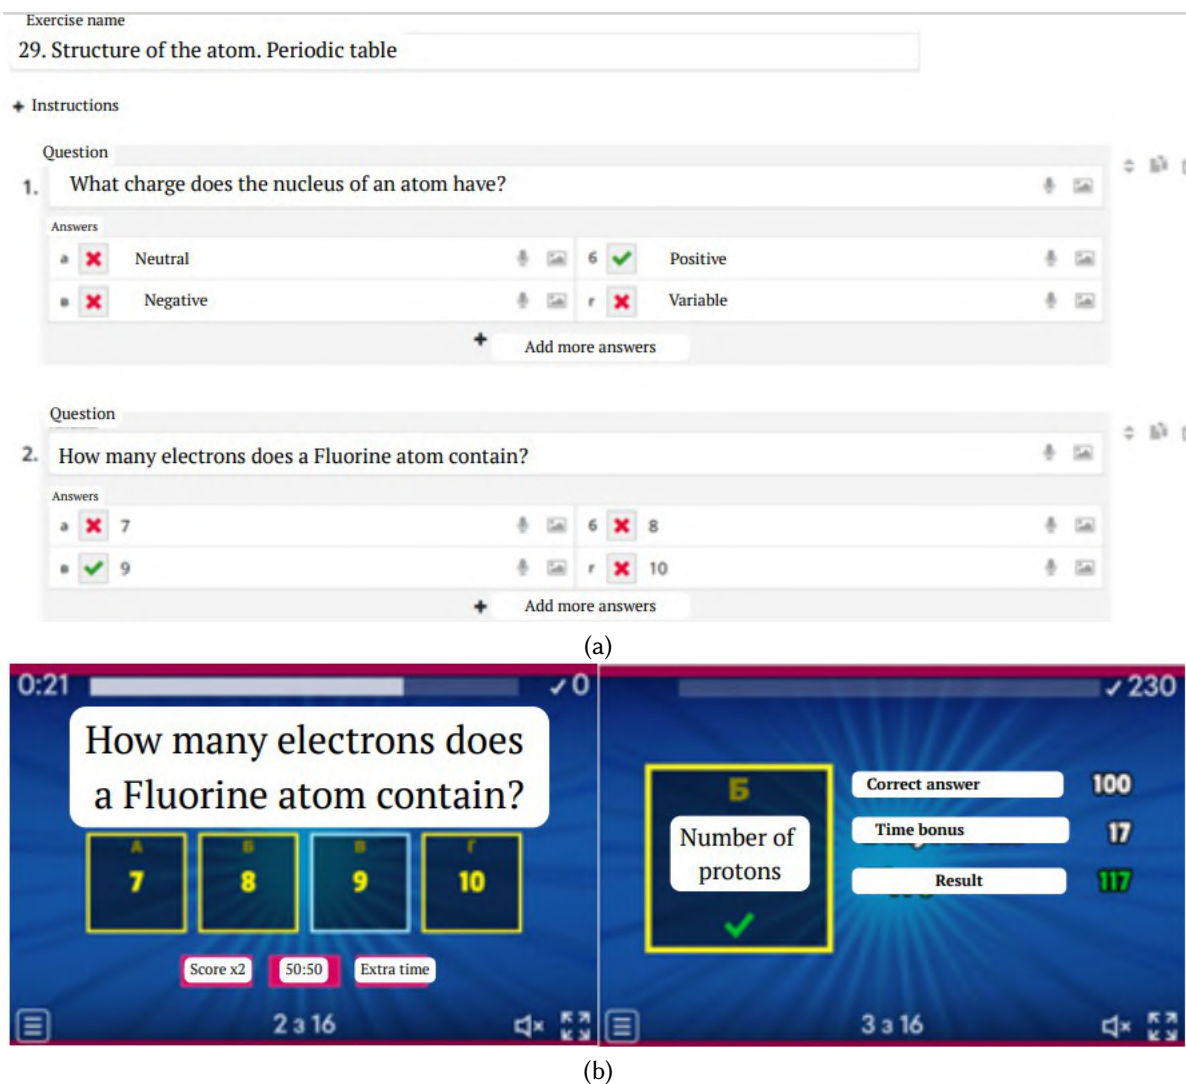 Exercise name
29. Structure of the atom. Periodic table
+ Instructions
Question
1. What charge does the nucleus of an atom have?
Answers
а Neutral б Positive
в Negative г Variable
+ Add more answers
Question
2. How many electrons does a Fluorine atom contain?
Answers
а 7 б 8
в 9 г 10
+ Add more answers
(a)
0:21 ✓0
How many electrons does
a Fluorine atom contain?
А Б В Г
7 8 9 10
Score x2 50:50 Extra time
2 з 16
✓230
Б
Number of
protons
Correct answer 100
Time bonus 17
Result 117
3 з 16
(b)